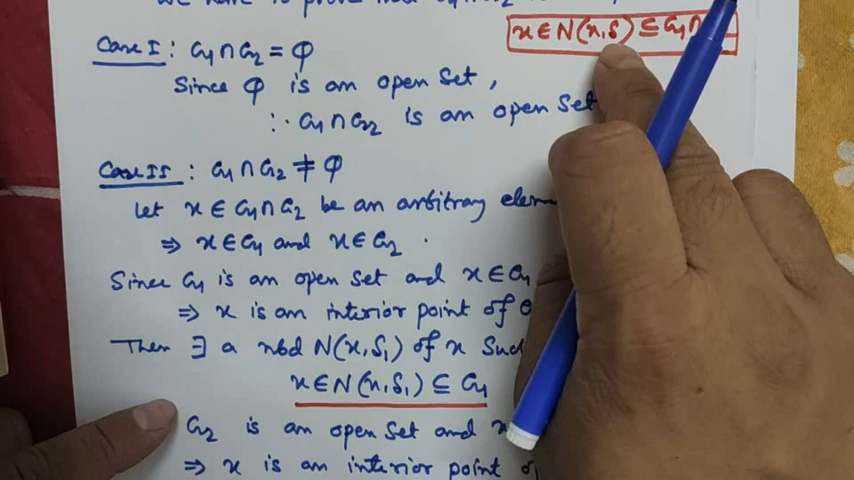 x ∈ N(x,δ) ⊆ G₁∩
Case I : G₁ ∩ G₂ = φ
Since φ is an open set,
∴ G₁ ∩ G₂ is an open set
Case II : G₁ ∩ G₂ ≠ φ
Let x ∈ G₁ ∩ G₂ be an arbitrary elem
⇒ x ∈ G₁ and x ∈ G₂ .
Since G₁ is an open set and x ∈ G₁
⇒ x is an interior point of
Then ∃ a nbd N(x,δ₁) of x Such
x ∈ N(x,δ₁) ⊆ G₁
G₂ is an open set and x
⇒ x is an interior point